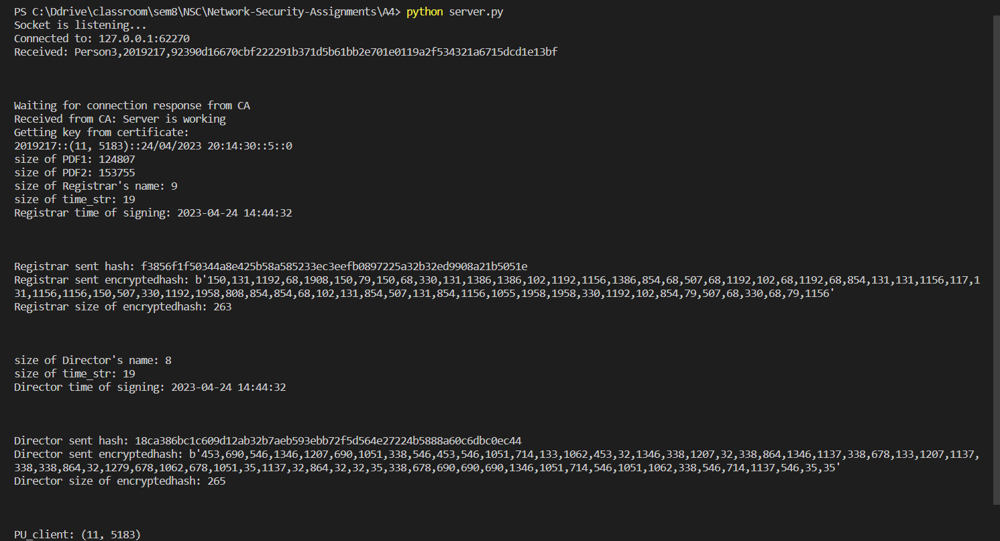 PS C:\Ddrive\classroom\sem8\NSC\Network-Security-Assignments\A4> python server.py
Socket is listening...
Connected to: 127.0.0.1:62270
Received: Person3,2019217,92390d16670cbf222291b371d5b61bb2e701e0119a2f534321a6715dcd1e13bf
Waiting for connection response from CA
Received from CA: Server is working
Getting key from certificate:
2019217::(11, 5183)::24/04/2023 20:14:30::5::0
size of PDF1: 124807
size of PDF2: 153755
size of Registrar's name: 9
size of time_str: 19
Registrar time of signing: 2023-04-24 14:44:32
Registrar sent hash: f3856f1f50344a8e425b58a585233ec3eefb0897225a32b32ed9908a21b5051e
Registrar sent encryptedhash: b'150,131,1192,68,1908,150,79,150,68,330,131,1386,1386,102,1192,1156,1386,854,68,507,68,1192,102,68,1192,68,854,131,131,1156,117,1
31,1156,1156,150,507,330,1192,1958,808,854,854,68,102,131,854,507,131,854,1156,1055,1958,1958,330,1192,102,854,79,507,68,330,68,79,1156'
Registrar size of encryptedhash: 263
size of Director's name: 8
size of time_str: 19
Director time of signing: 2023-04-24 14:44:32
Director sent hash: 18ca386bc1c609d12ab32b7aeb593ebb72f5d564e27224b5888a60c6dbc0ec44
Director sent encryptedhash: b'453,690,546,1346,1207,690,1051,338,546,453,546,1051,714,133,1062,453,32,1346,338,1207,32,338,864,1346,1137,338,678,133,1207,1137,
338,338,864,32,1279,678,1062,678,1051,35,1137,32,864,32,32,35,338,678,690,690,690,1346,1051,714,546,1051,1062,338,546,714,1137,546,35,35'
Director size of encryptedhash: 265
PU_client: (11, 5183)